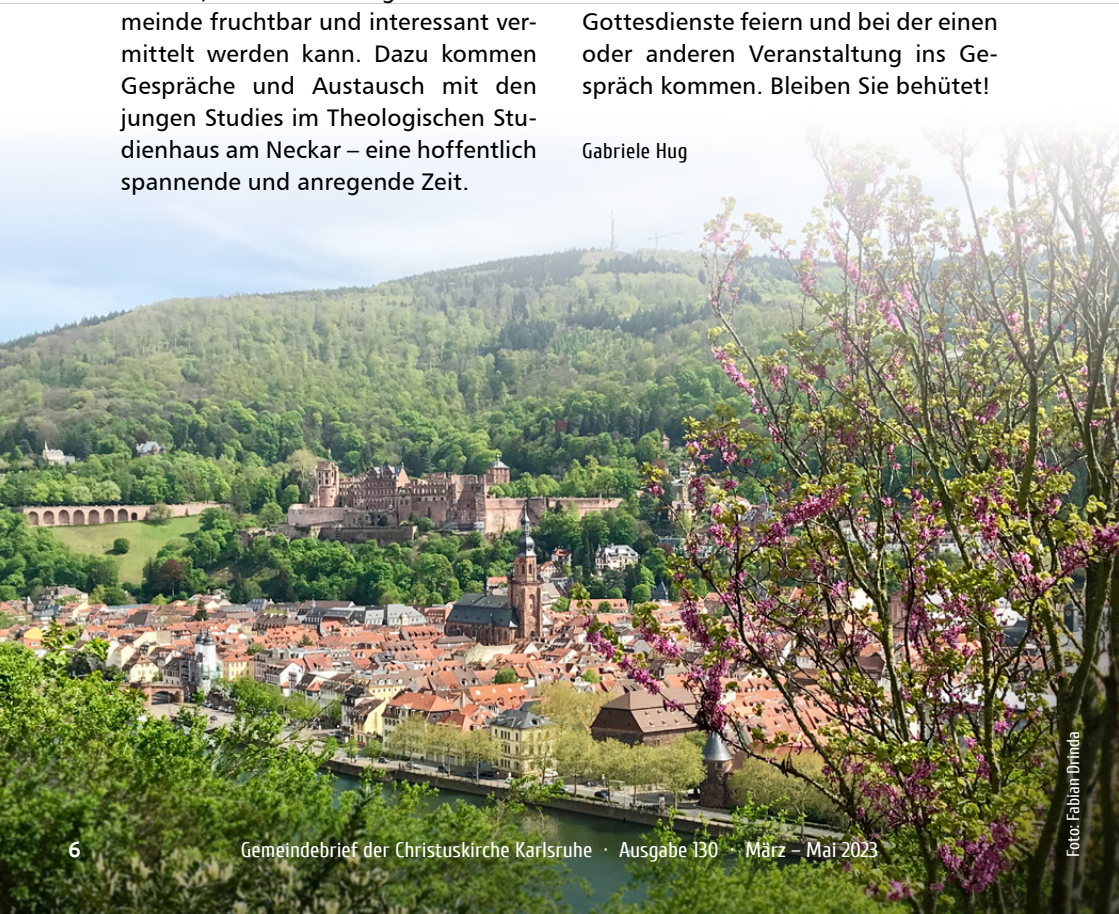 meinde fruchtbar und interessant ver-
mittelt werden kann. Dazu kommen
Gespräche und Austausch mit den
jungen Studies im Theologischen Stu-
dienhaus am Neckar – eine hoffentlich
spannende und anregende Zeit.
Gottesdienste feiern und bei der einen
oder anderen Veranstaltung ins Ge-
spräch kommen. Bleiben Sie behütet!
Gabriele Hug
Foto: Fabian Drinda
6 Gemeindebrief der Christuskirche Karlsruhe · Ausgabe 130 · März – Mai 2023